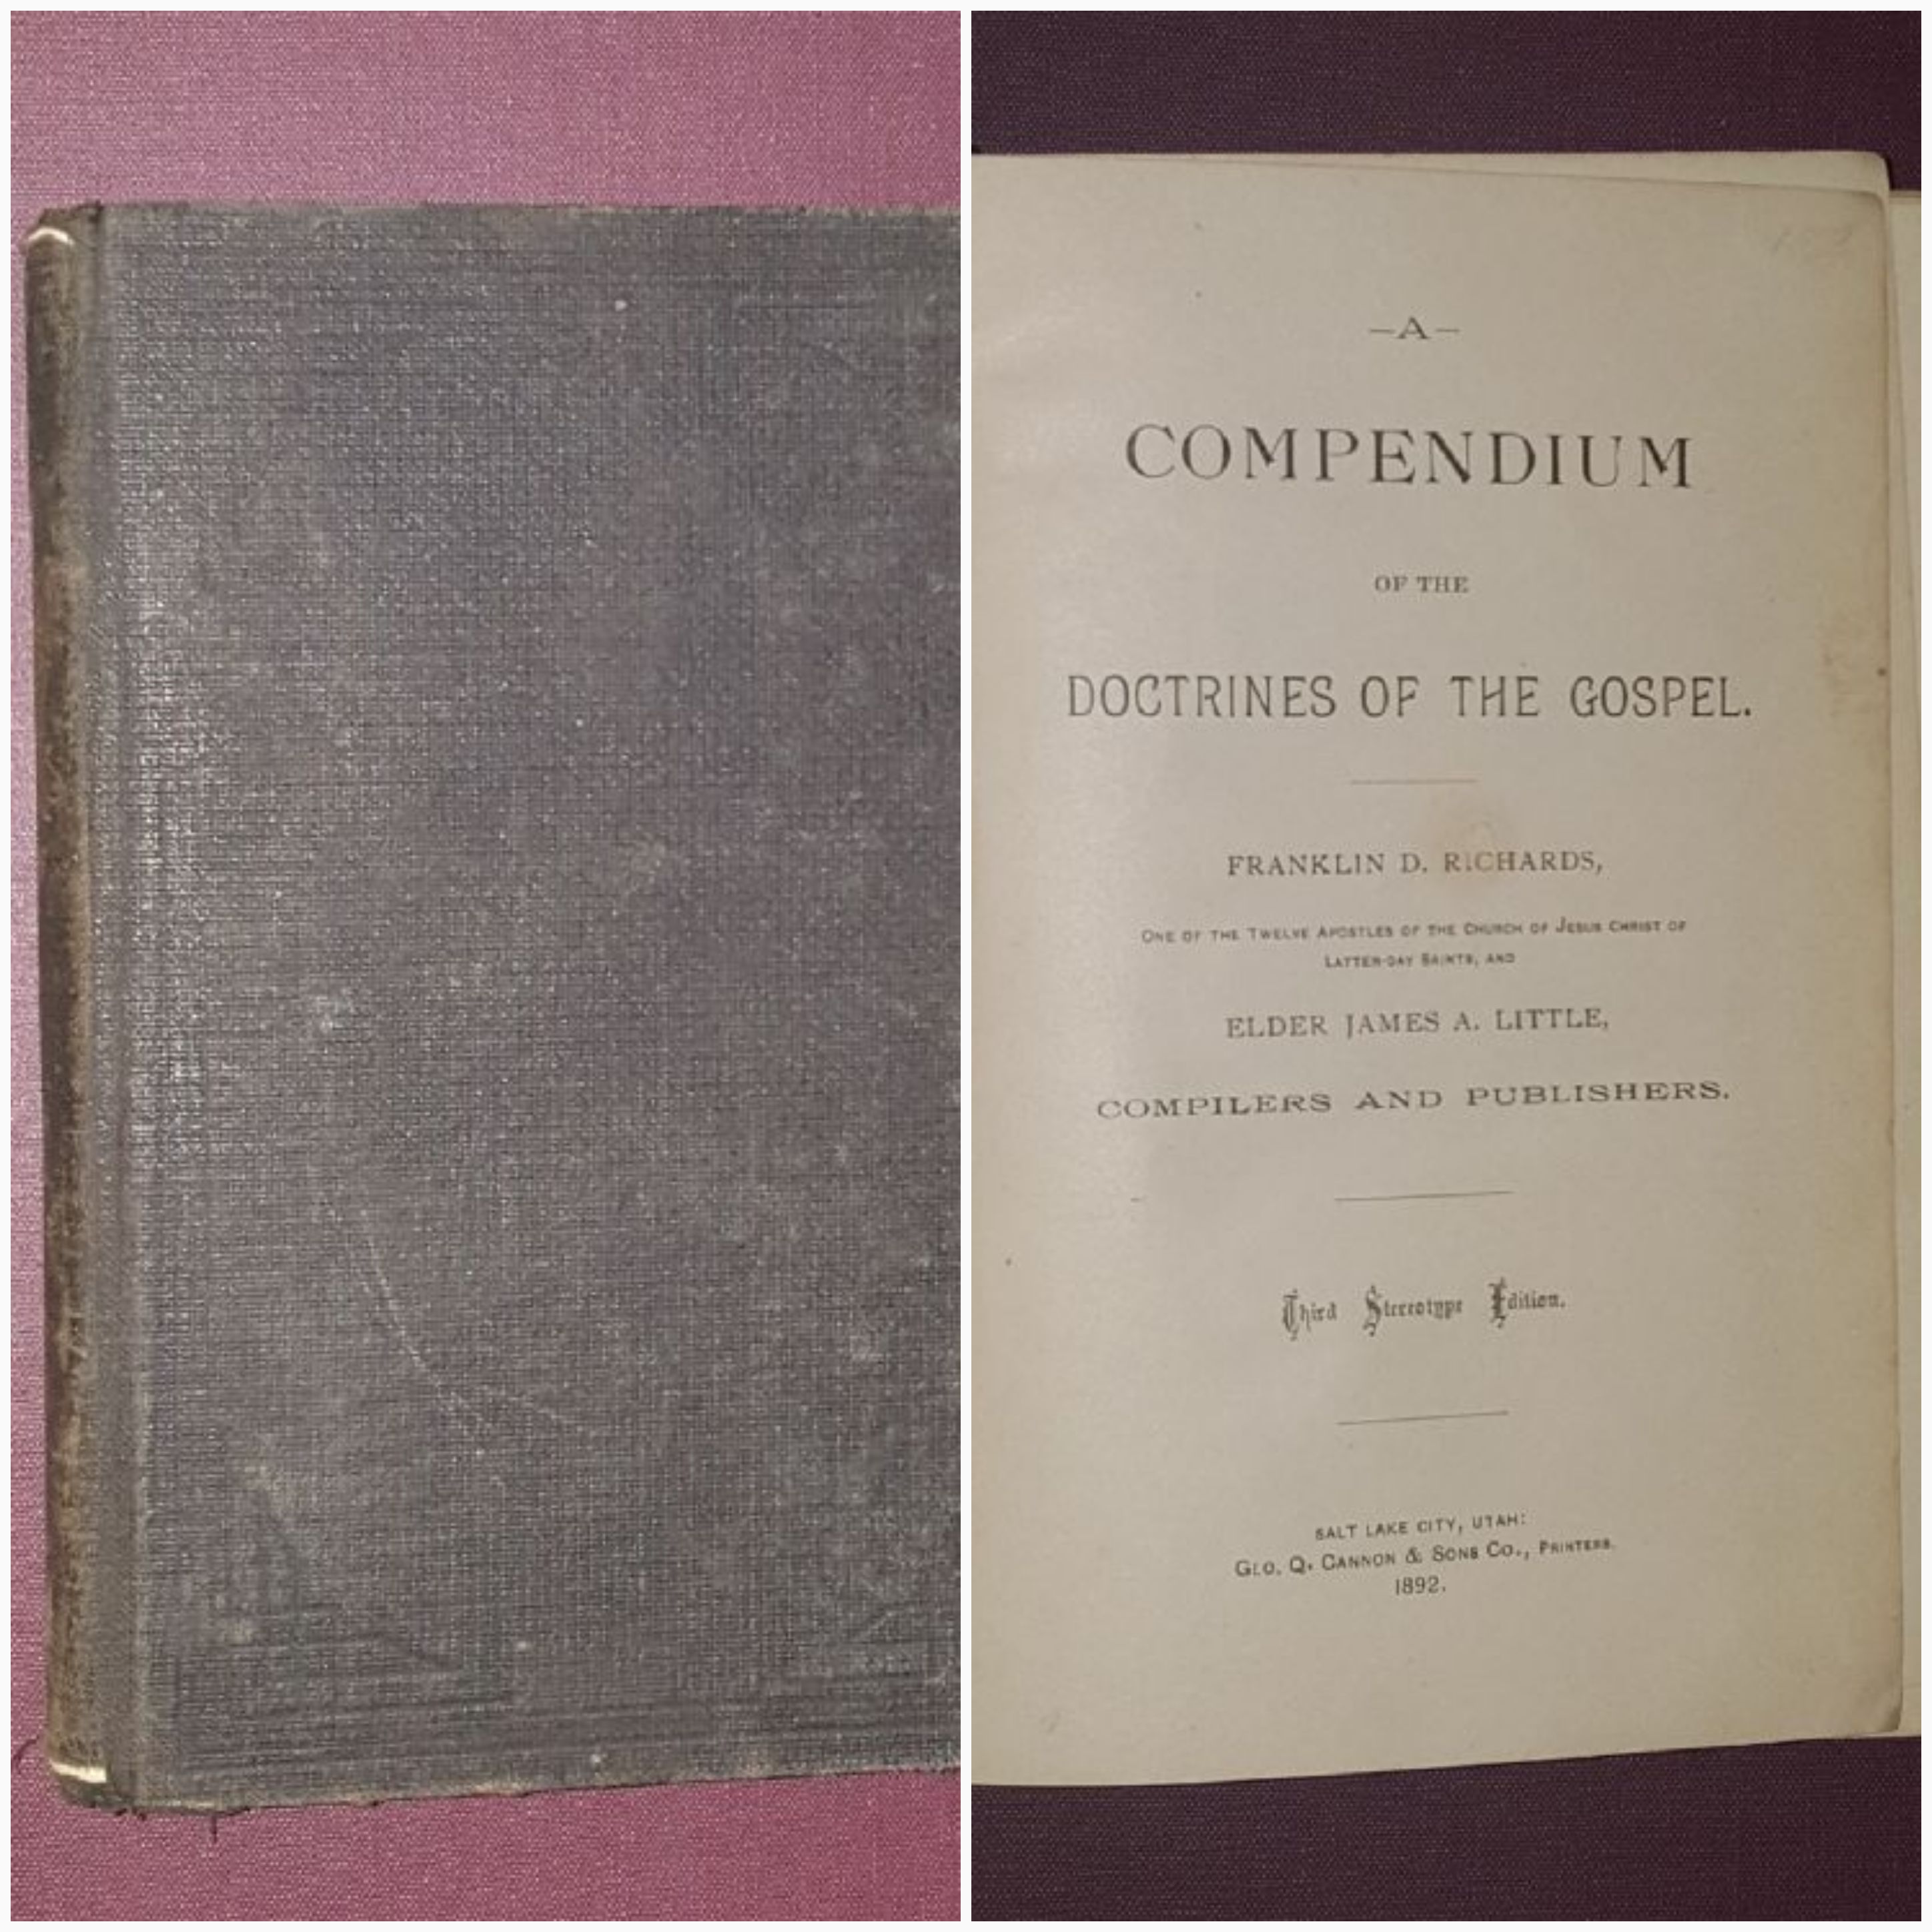 —A—
COMPENDIUM
OF THE
DOCTRINES OF THE GOSPEL.
FRANKLIN D. RICHARDS,
ONE OF THE TWELVE APOSTLES OF THE CHURCH OF JESUS CHRIST OF
LATTER-DAY SAINTS, AND
ELDER JAMES A. LITTLE,
COMPILERS AND PUBLISHERS.
Third Stereotype Edition.
SALT LAKE CITY, UTAH:
GEO. Q. CANNON & SONS CO., PRINTERS.
1892.